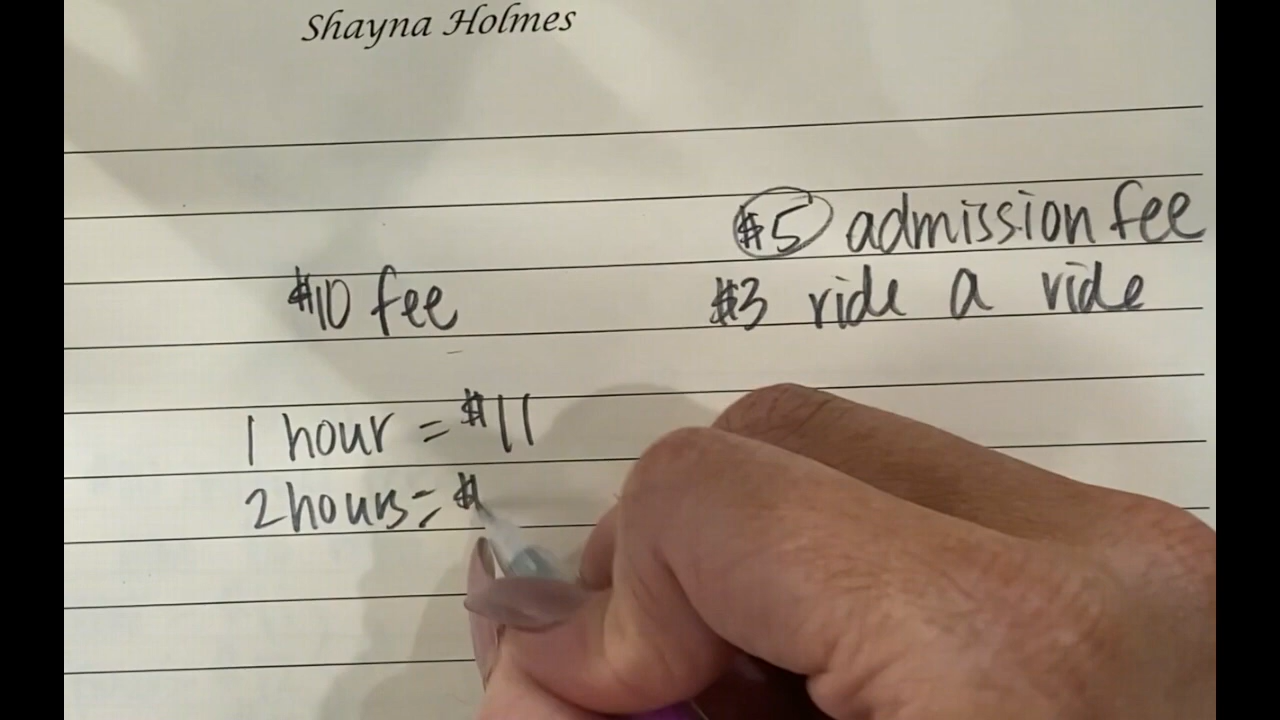 Shayna Holmes
$5 admission fee
$10 fee
$3 ride a ride
1 hour = $11
2 hours = $